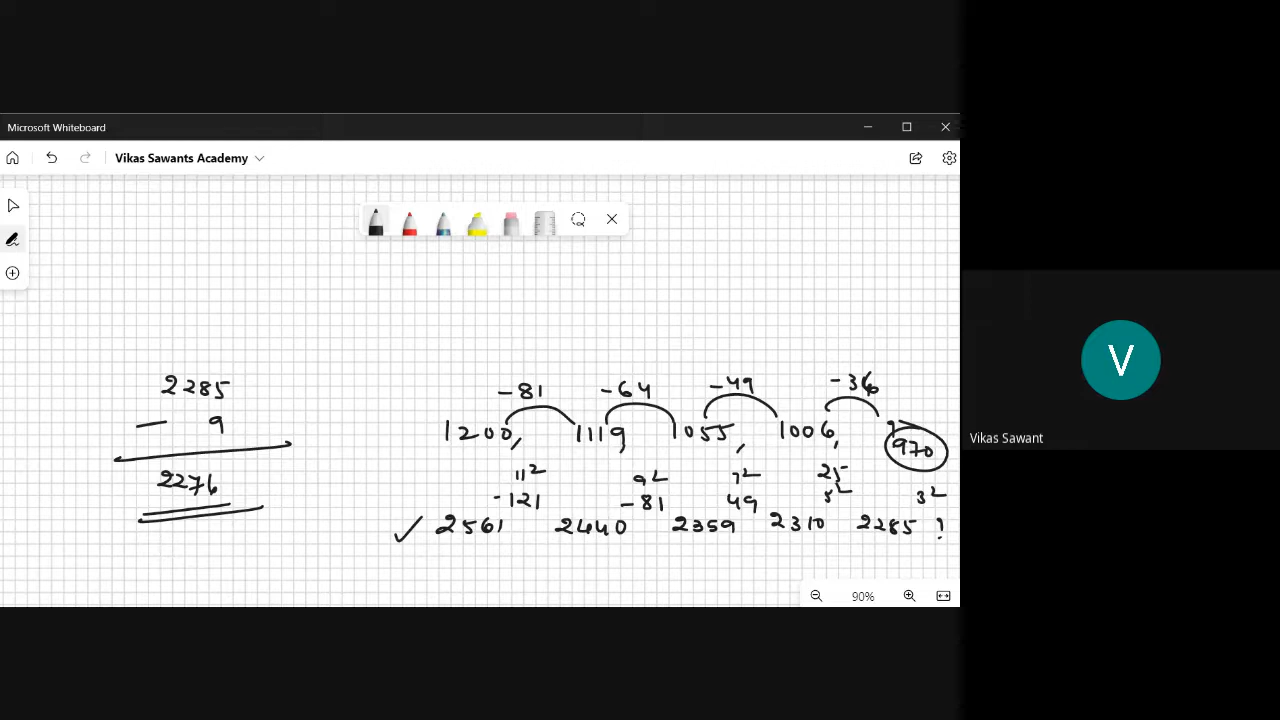 Microsoft Whiteboard
Vikas Sawants Academy
2285
- 9
2276
-81 -64 -49 -36
1200, 1119, 1055, 1006, 970
11² 9² 7² 25 5² 3²
-121 -81 49
✓ 2561 2440 2359 2310 2285 ?
90%
V
Vikas Sawant